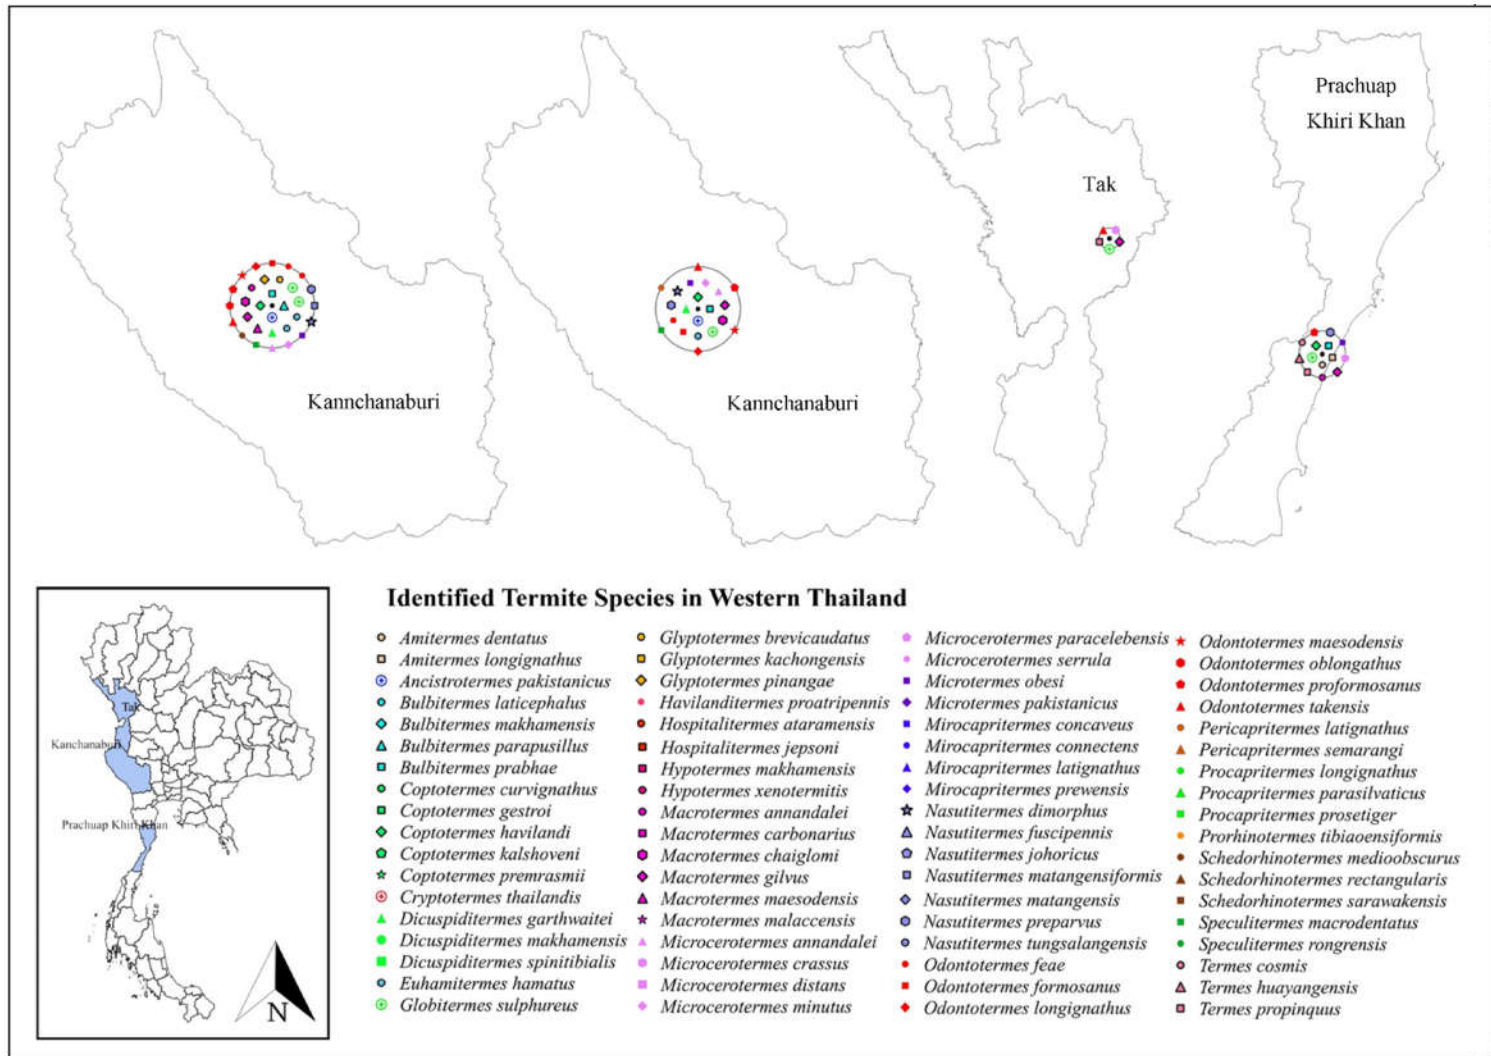 Prachuap
Khiri Khan
Tak
Kannchanaburi
Kannchanaburi
Identified Termite Species in Western Thailand
Amitermes dentatus
Amitermes longignathus
Ancistrotermes pakistanicus
Bulbitermes laticephalus
Bulbitermes makhamensis
Bulbitermes parapusillus
Bulbitermes prabhae
Coptotermes curvignathus
Coptotermes gestroi
Coptotermes havilandi
Coptotermes kalshoveni
Coptotermes premrasmii
Cryptotermes thailandis
Dicuspiditermes garthwaitei
Dicuspiditermes makhamensis
Dicuspiditermes spinitibialis
Euhamitermes hamatus
Globitermes sulphureus
Glyptotermes brevicaudatus
Glyptotermes kachongensis
Glyptotermes pinangae
Havilanditermes proatripennis
Hospitalitermes ataramensis
Hospitalitermes jepsoni
Hypotermes makhamensis
Hypotermes xenotermitis
Macrotermes annandalei
Macrotermes carbonarius
Macrotermes chaiglomi
Macrotermes gilvus
Macrotermes maesodensis
Macrotermes malaccensis
Microcerotermes annandalei
Microcerotermes crassus
Microcerotermes distans
Microcerotermes minutus
Microcerotermes paracelebensis
Microcerotermes serrula
Microtermes obesi
Microtermes pakistanicus
Mirocapritermes concaveus
Mirocapritermes connectens
Mirocapritermes latignathus
Mirocapritermes prewensis
Nasutitermes dimorphus
Nasutitermes fuscipennis
Nasutitermes johoricus
Nasutitermes matangensiformis
Nasutitermes matangensis
Nasutitermes preparvus
Nasutitermes tungsalangensis
Odontotermes feae
Odontotermes formosanus
Odontotermes longignathus
Odontotermes maesodensis
Odontotermes oblongathus
Odontotermes proformosanus
Odontotermes takensis
Pericapritermes latignathus
Pericapritermes semarangi
Procapritermes longignathus
Procapritermes parasilvaticus
Procapritermes prosetiger
Prorhinotermes tibiaoensiformis
Schedorhinotermes medioobscurus
Schedorhinotermes rectangularis
Schedorhinotermes sarawakensis
Speculitermes macrodentatus
Speculitermes rongrensis
Termes cosmis
Termes huayangensis
Termes propinquus
Tak
Kanchanaburi
Prachuap Khiri Khan
N